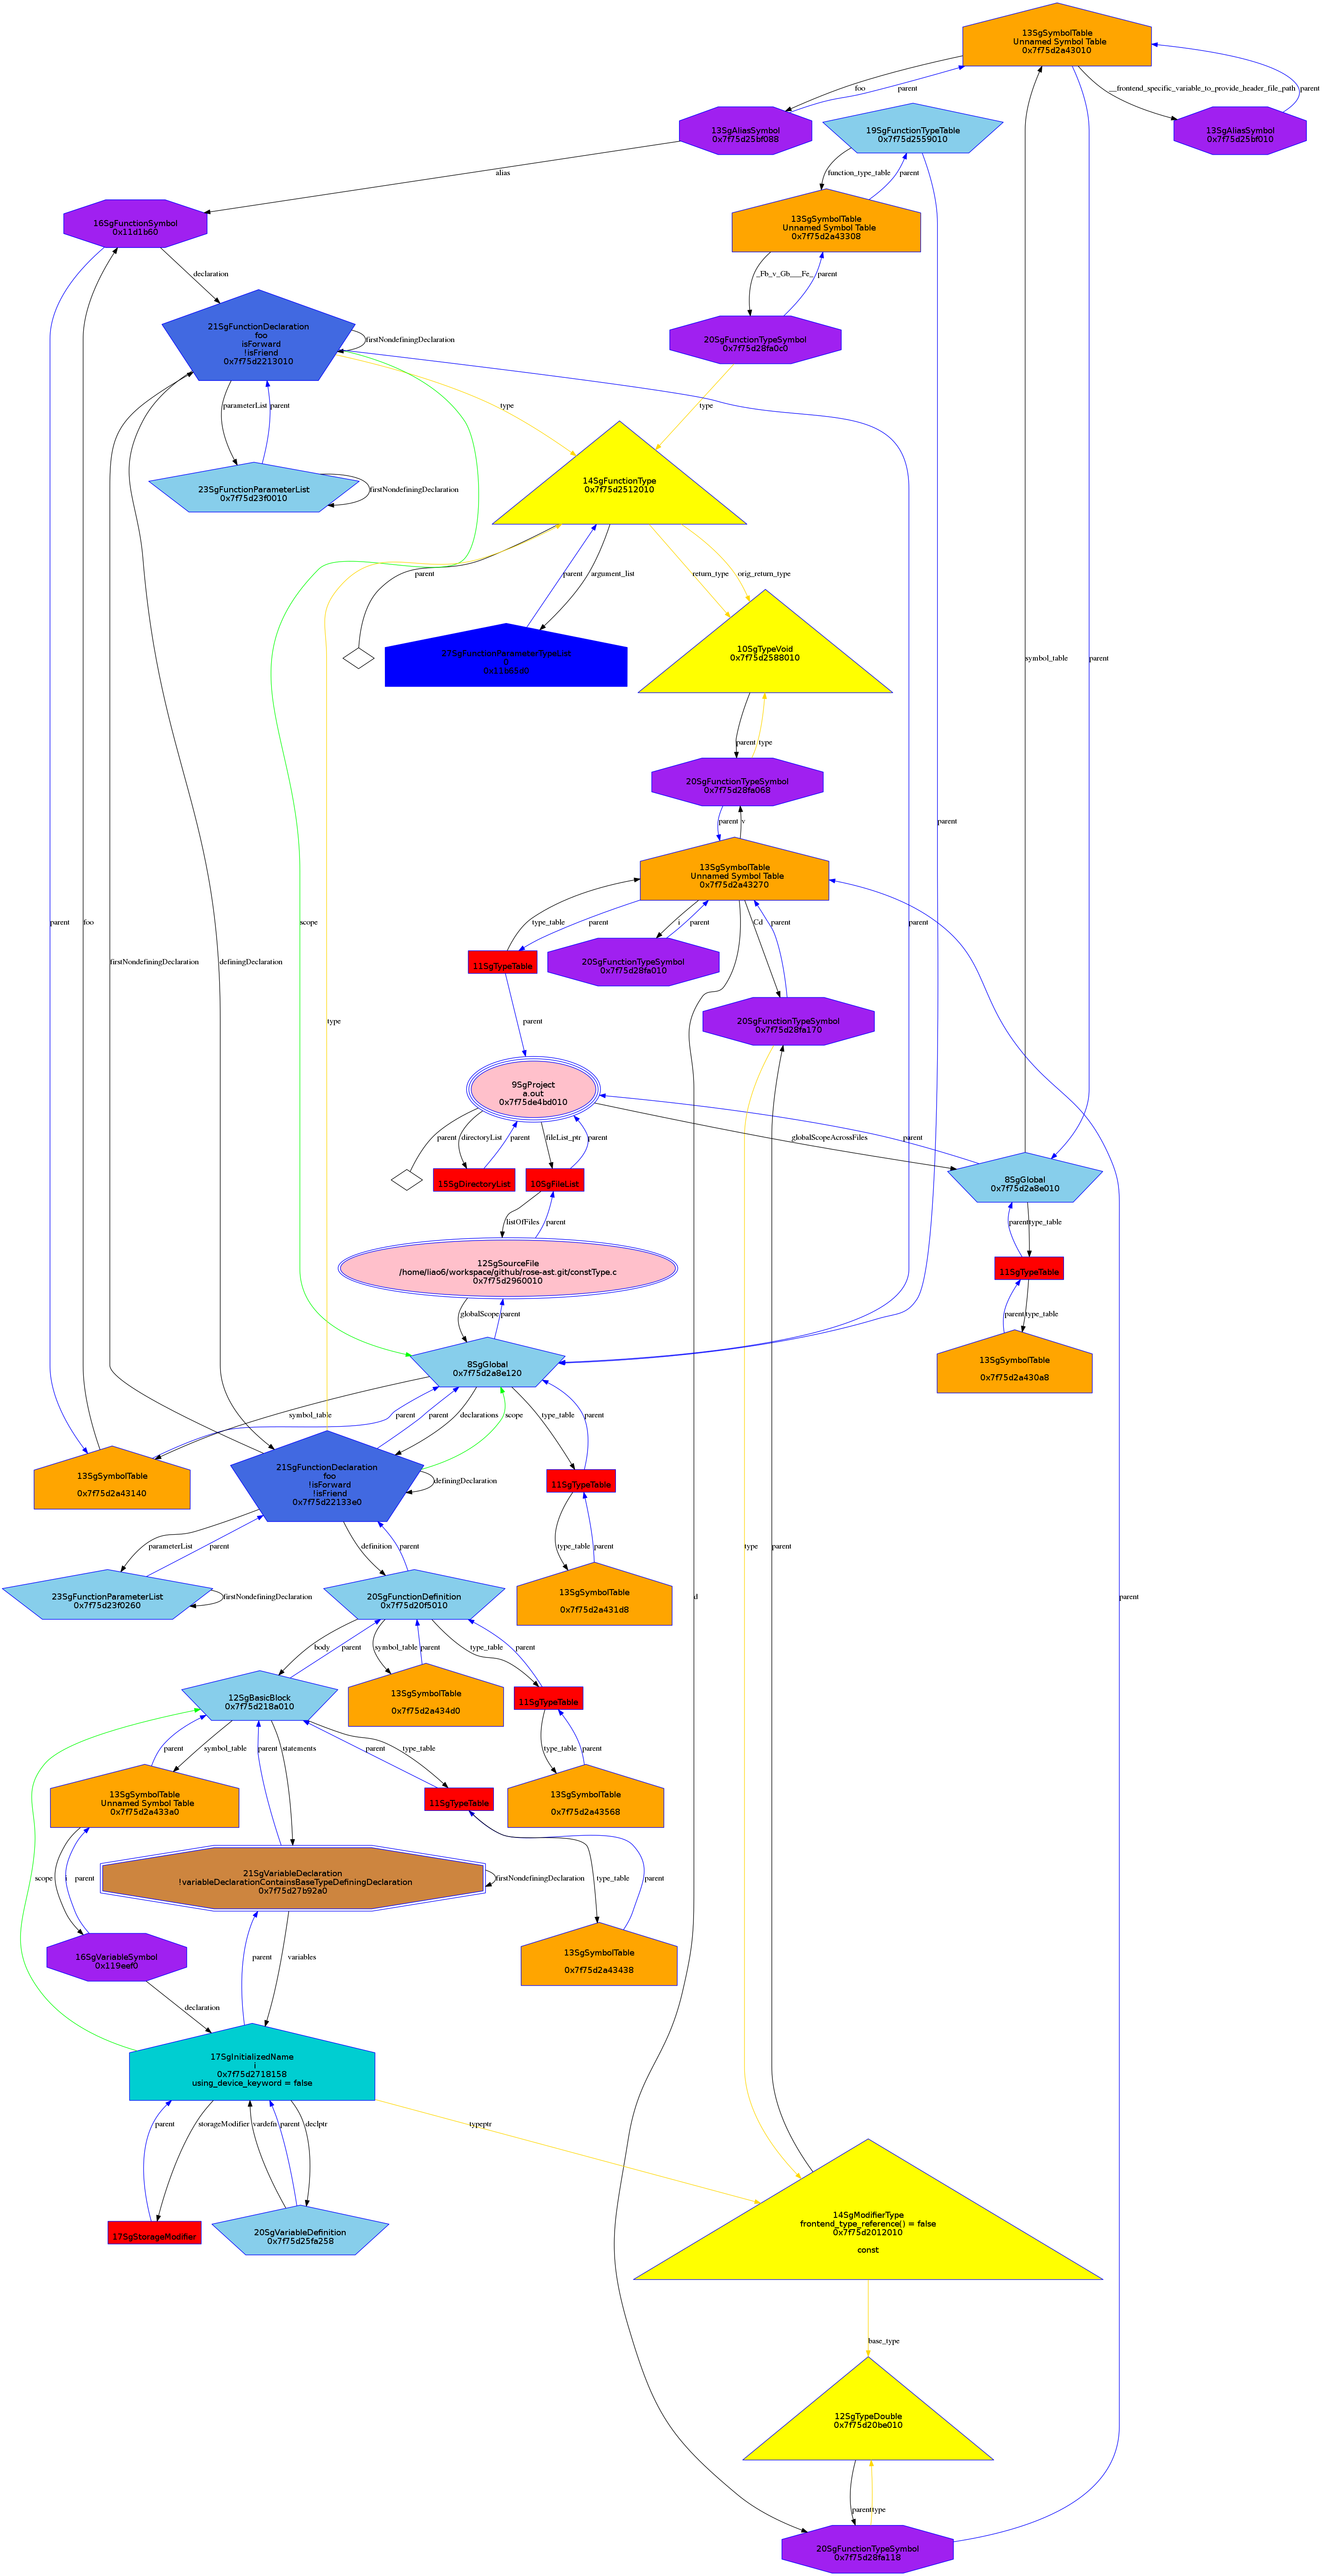 13SgSymbolTable
Unnamed Symbol Table
0x7f75d2a43010
foo
parent
__frontend_specific_variable_to_provide_header_file_path
parent
13SgAliasSymbol
0x7f75d25bf088
19SgFunctionTypeTable
0x7f75d2559010
13SgAliasSymbol
0x7f75d25bf010
alias
function_type_table
parent
16SgFunctionSymbol
0x11d1b60
13SgSymbolTable
Unnamed Symbol Table
0x7f75d2a43308
declaration
_Fb_v_Gb___Fe_
parent
21SgFunctionDeclaration
foo
isForward
!isFriend
0x7f75d2213010
firstNondefiningDeclaration
20SgFunctionTypeSymbol
0x7f75d28fa0c0
parameterList
parent
type
type
23SgFunctionParameterList
0x7f75d23f0010
firstNondefiningDeclaration
14SgFunctionType
0x7f75d2512010
parent
parent
argument_list
return_type
orig_return_type
27SgFunctionParameterTypeList
0
10SgTypeVoid
0x7f75d2588010
symbol_table
parent
parent
type
20SgFunctionTypeSymbol
0x7f75d28fa068
parent
v
parent
13SgSymbolTable
Unnamed Symbol Table
0x7f75d2a43270
parent
foo
scope
type_table
parent
i
parent
Cd
parent
parent
firstNondefiningDeclaration
definingDeclaration
11SgTypeTable
20SgFunctionTypeSymbol
0x7f75d28fa010
type
parent
20SgFunctionTypeSymbol
0x7f75d28fa170
9SgProject
a.out
0x7f75de4bd010
parent
directoryList
parent
fileList_ptr
parent
globalScopeAcrossFiles
parent
15SgDirectoryList
10SgFileList
8SgGlobal
0x7f75d2a8e010
listOfFiles
parent
parent
type_table
12SgSourceFile
/home/liao6/workspace/github/rose-ast.git/constType.c
0x7f75d2960010
11SgTypeTable
globalScope
parent
parent
type_table
8SgGlobal
0x7f75d2a8e120
13SgSymbolTable
0x7f75d2a430a8
symbol_table
parent
parent
declarations
scope
type_table
parent
13SgSymbolTable
0x7f75d2a43140
21SgFunctionDeclaration
foo
!isForward
!isFriend
0x7f75d22133e0
definingDeclaration
11SgTypeTable
parameterList
parent
definition
parent
type_table
parent
type
parent
23SgFunctionParameterList
0x7f75d23f0260
firstNondefiningDeclaration
20SgFunctionDefinition
0x7f75d20f5010
13SgSymbolTable
0x7f75d2a431d8
d
parent
body
parent
symbol_table
parent
type_table
parent
12SgBasicBlock
0x7f75d218a010
13SgSymbolTable
0x7f75d2a434d0
11SgTypeTable
parent
symbol_table
parent
statements
parent
type_table
type_table
parent
13SgSymbolTable
Unnamed Symbol Table
0x7f75d2a433a0
11SgTypeTable
13SgSymbolTable
0x7f75d2a43568
scope
i
parent
21SgVariableDeclaration
!variableDeclarationContainsBaseTypeDefiningDeclaration
0x7f75d27b92a0
firstNondefiningDeclaration
type_table
parent
16SgVariableSymbol
0x119eef0
parent
variables
13SgSymbolTable
0x7f75d2a43438
declaration
17SgInitializedName
i
0x7f75d2718158
using_device_keyword = false
parent
storageModifier
vardefn
parent
declptr
typeptr
17SgStorageModifier
20SgVariableDefinition
0x7f75d25fa258
14SgModifierType
frontend_type_reference() = false
0x7f75d2012010
const
base_type
12SgTypeDouble
0x7f75d20be010
parent
type
20SgFunctionTypeSymbol
0x7f75d28fa118